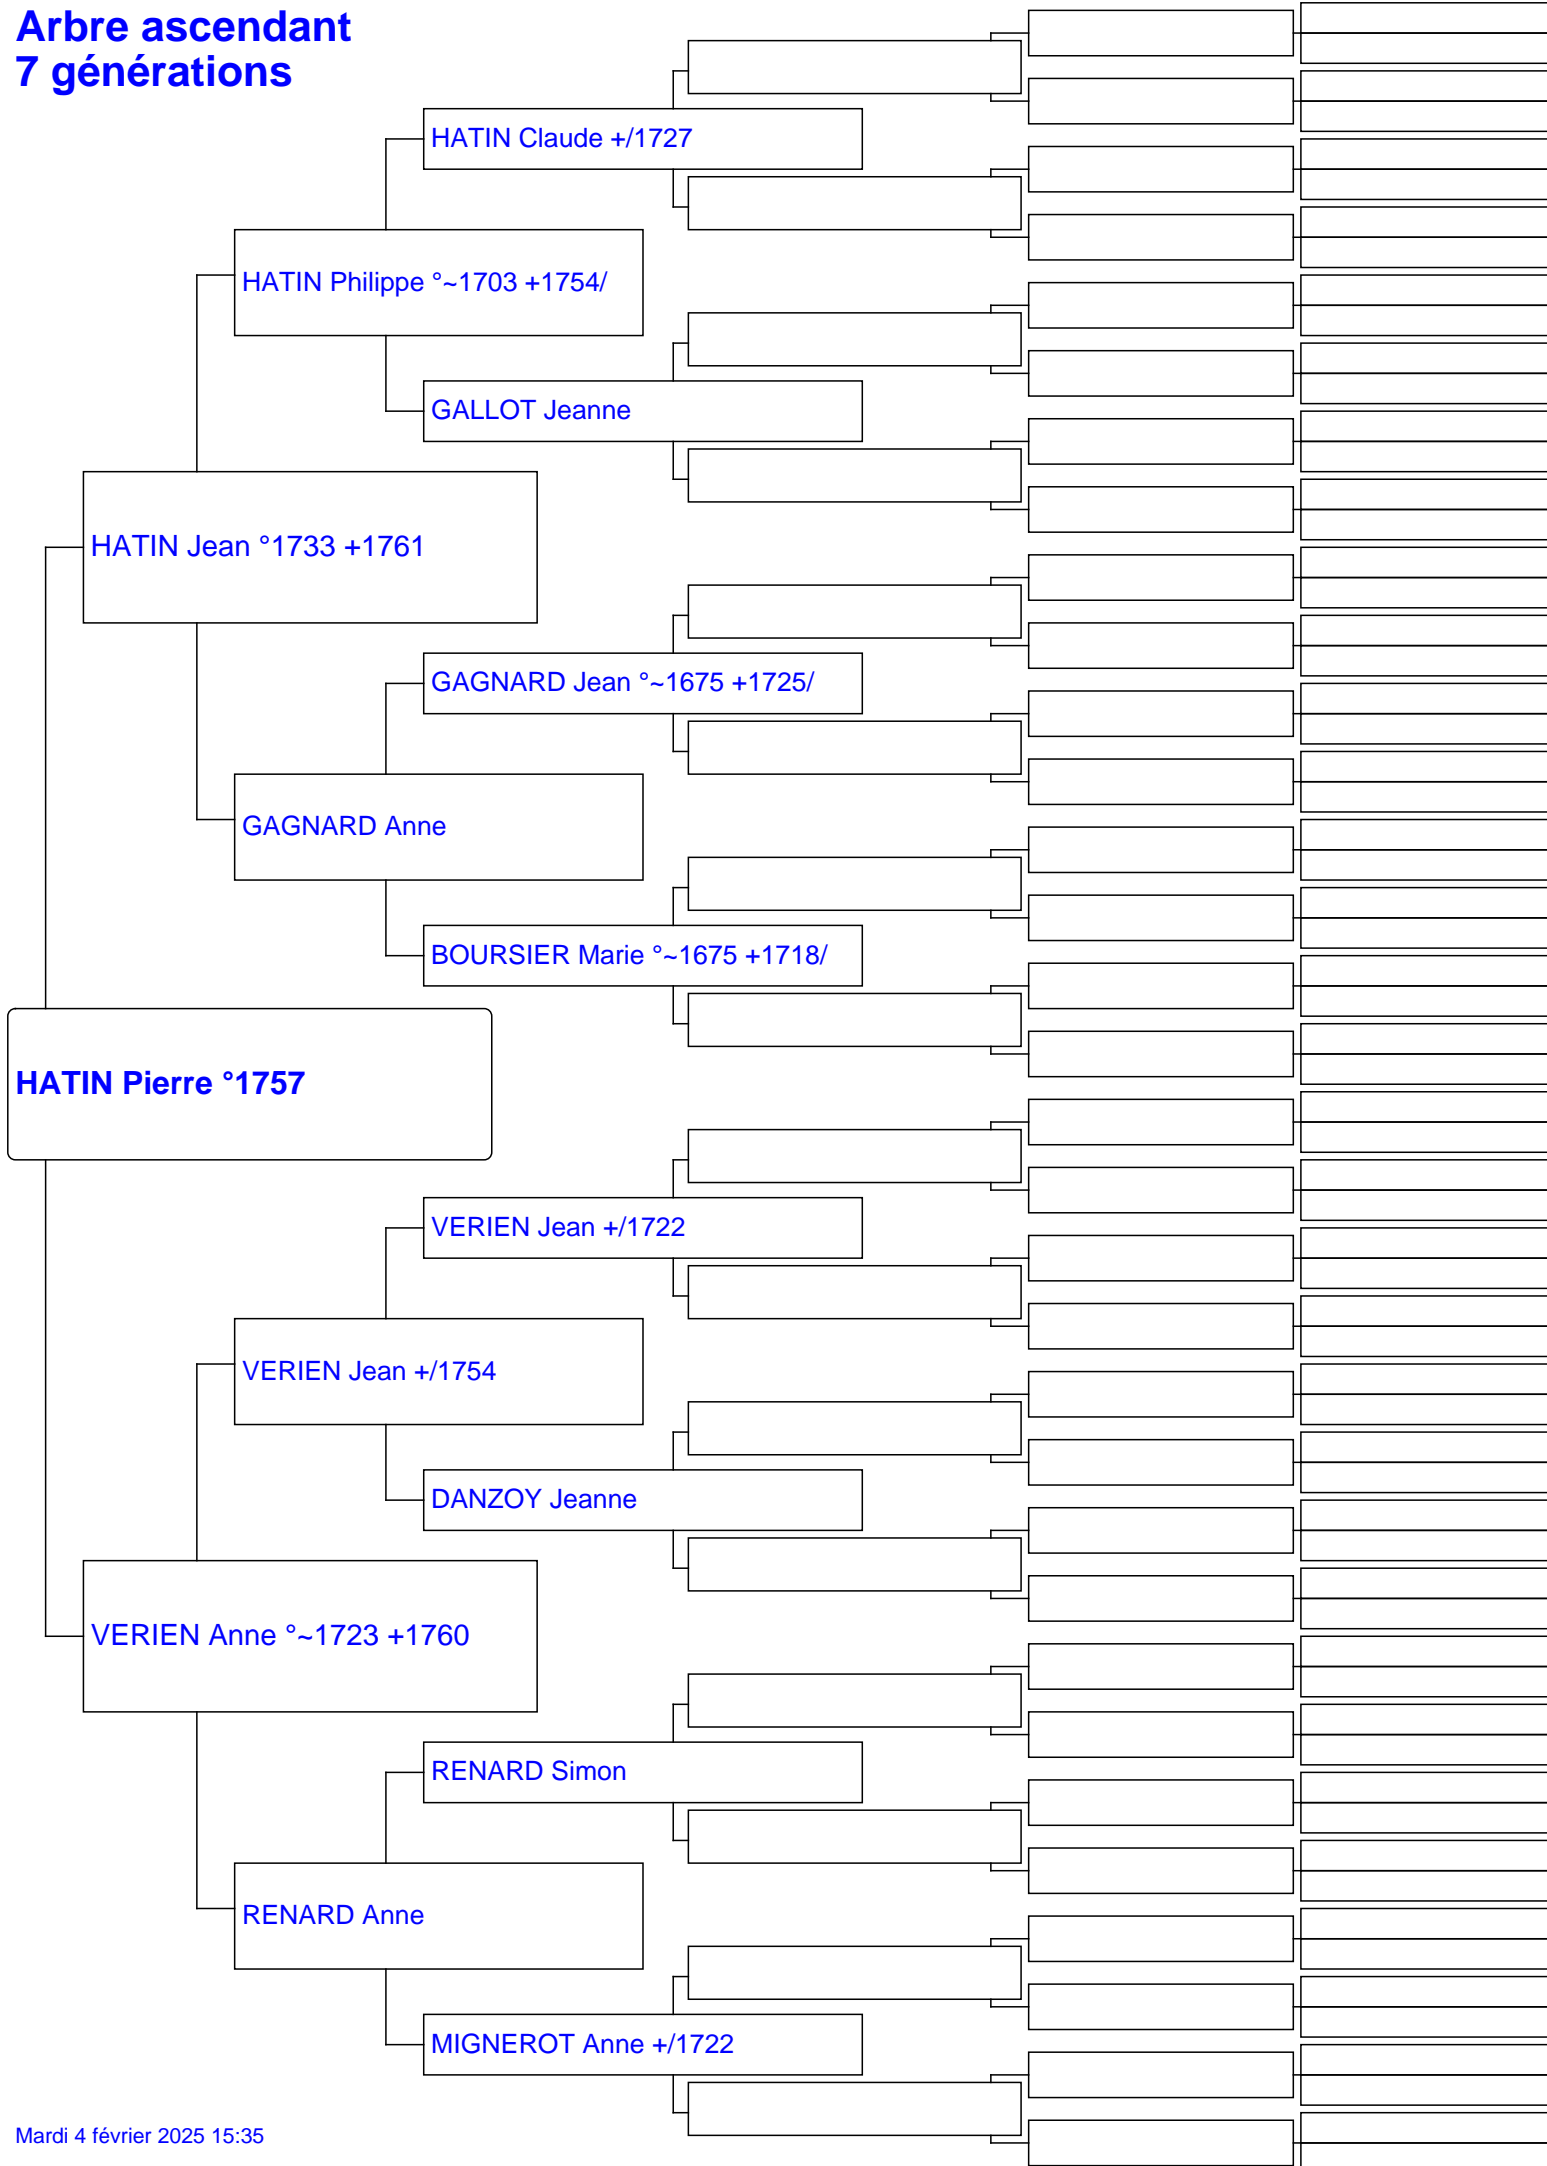 Arbre ascendant
7 générations
HATIN Claude +/1727
HATIN Philippe °~1703 +1754/
GALLOT Jeanne
HATIN Jean °1733 +1761
GAGNARD Jean °~1675 +1725/
GAGNARD Anne
BOURSIER Marie °~1675 +1718/
HATIN Pierre °1757
VERIEN Jean +/1722
VERIEN Jean +/1754
DANZOY Jeanne
VERIEN Anne °~1723 +1760
RENARD Simon
RENARD Anne
MIGNEROT Anne +/1722
Mardi 4 février 2025 15:35